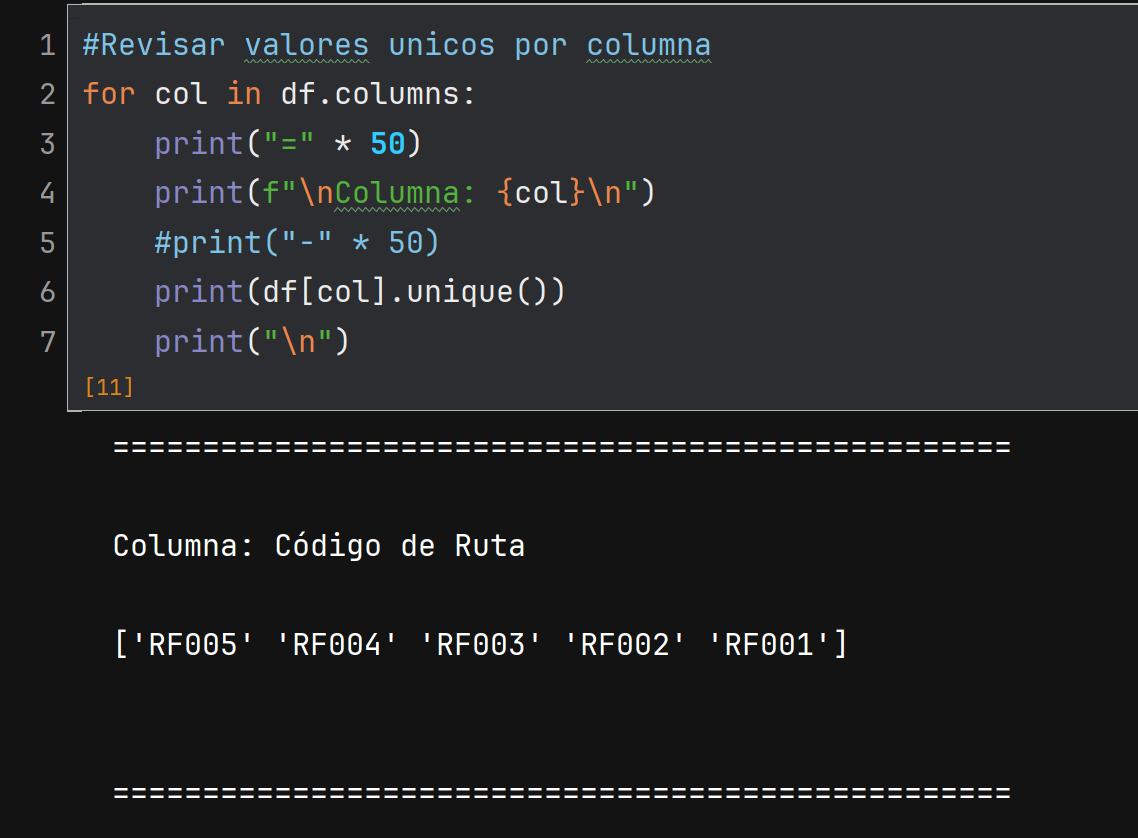 1 #Revisar valores unicos por columna
2 for col in df.columns:
3     print("=" * 50)
4     print(f"\nColumna: {col}\n")
5     #print("-" * 50)
6     print(df[col].unique())
7     print("\n")
[11]
==================================================
Columna: Código de Ruta
['RF005' 'RF004' 'RF003' 'RF002' 'RF001']
==================================================